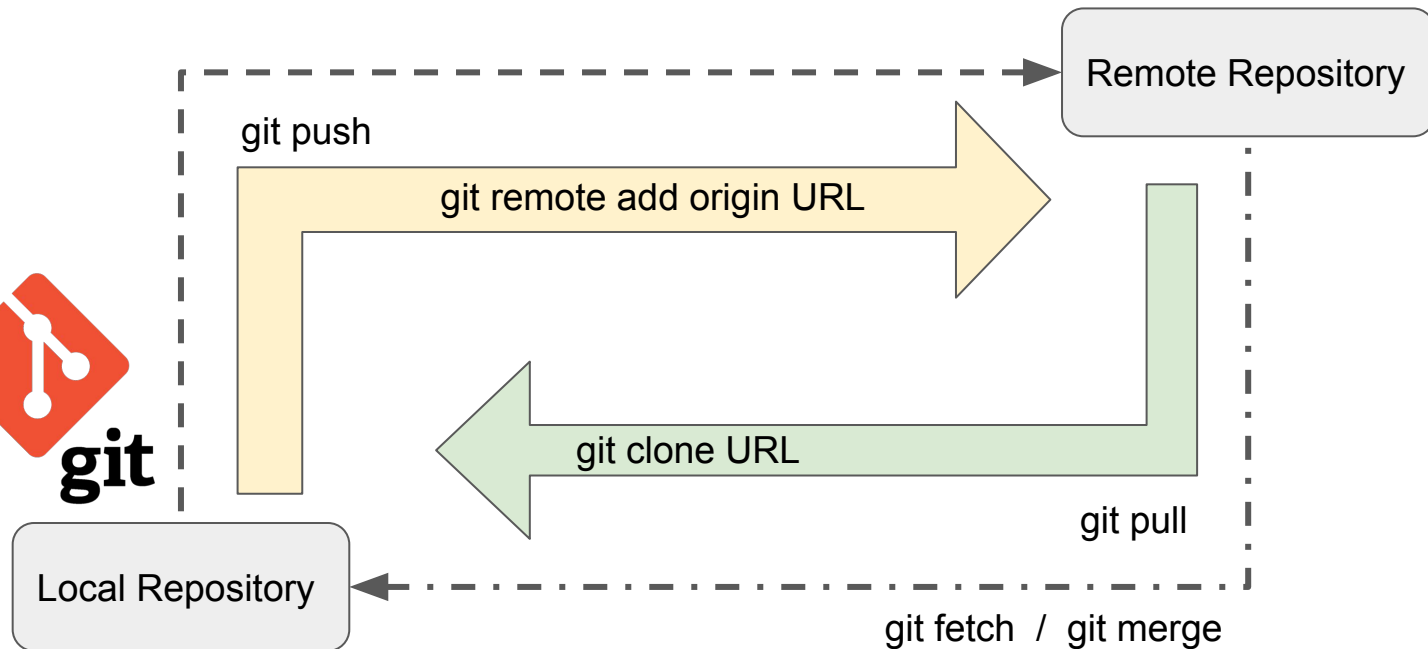 Remote Repository
git push
git remote add origin URL
git
git clone URL
git pull
Local Repository
git fetch / git merge